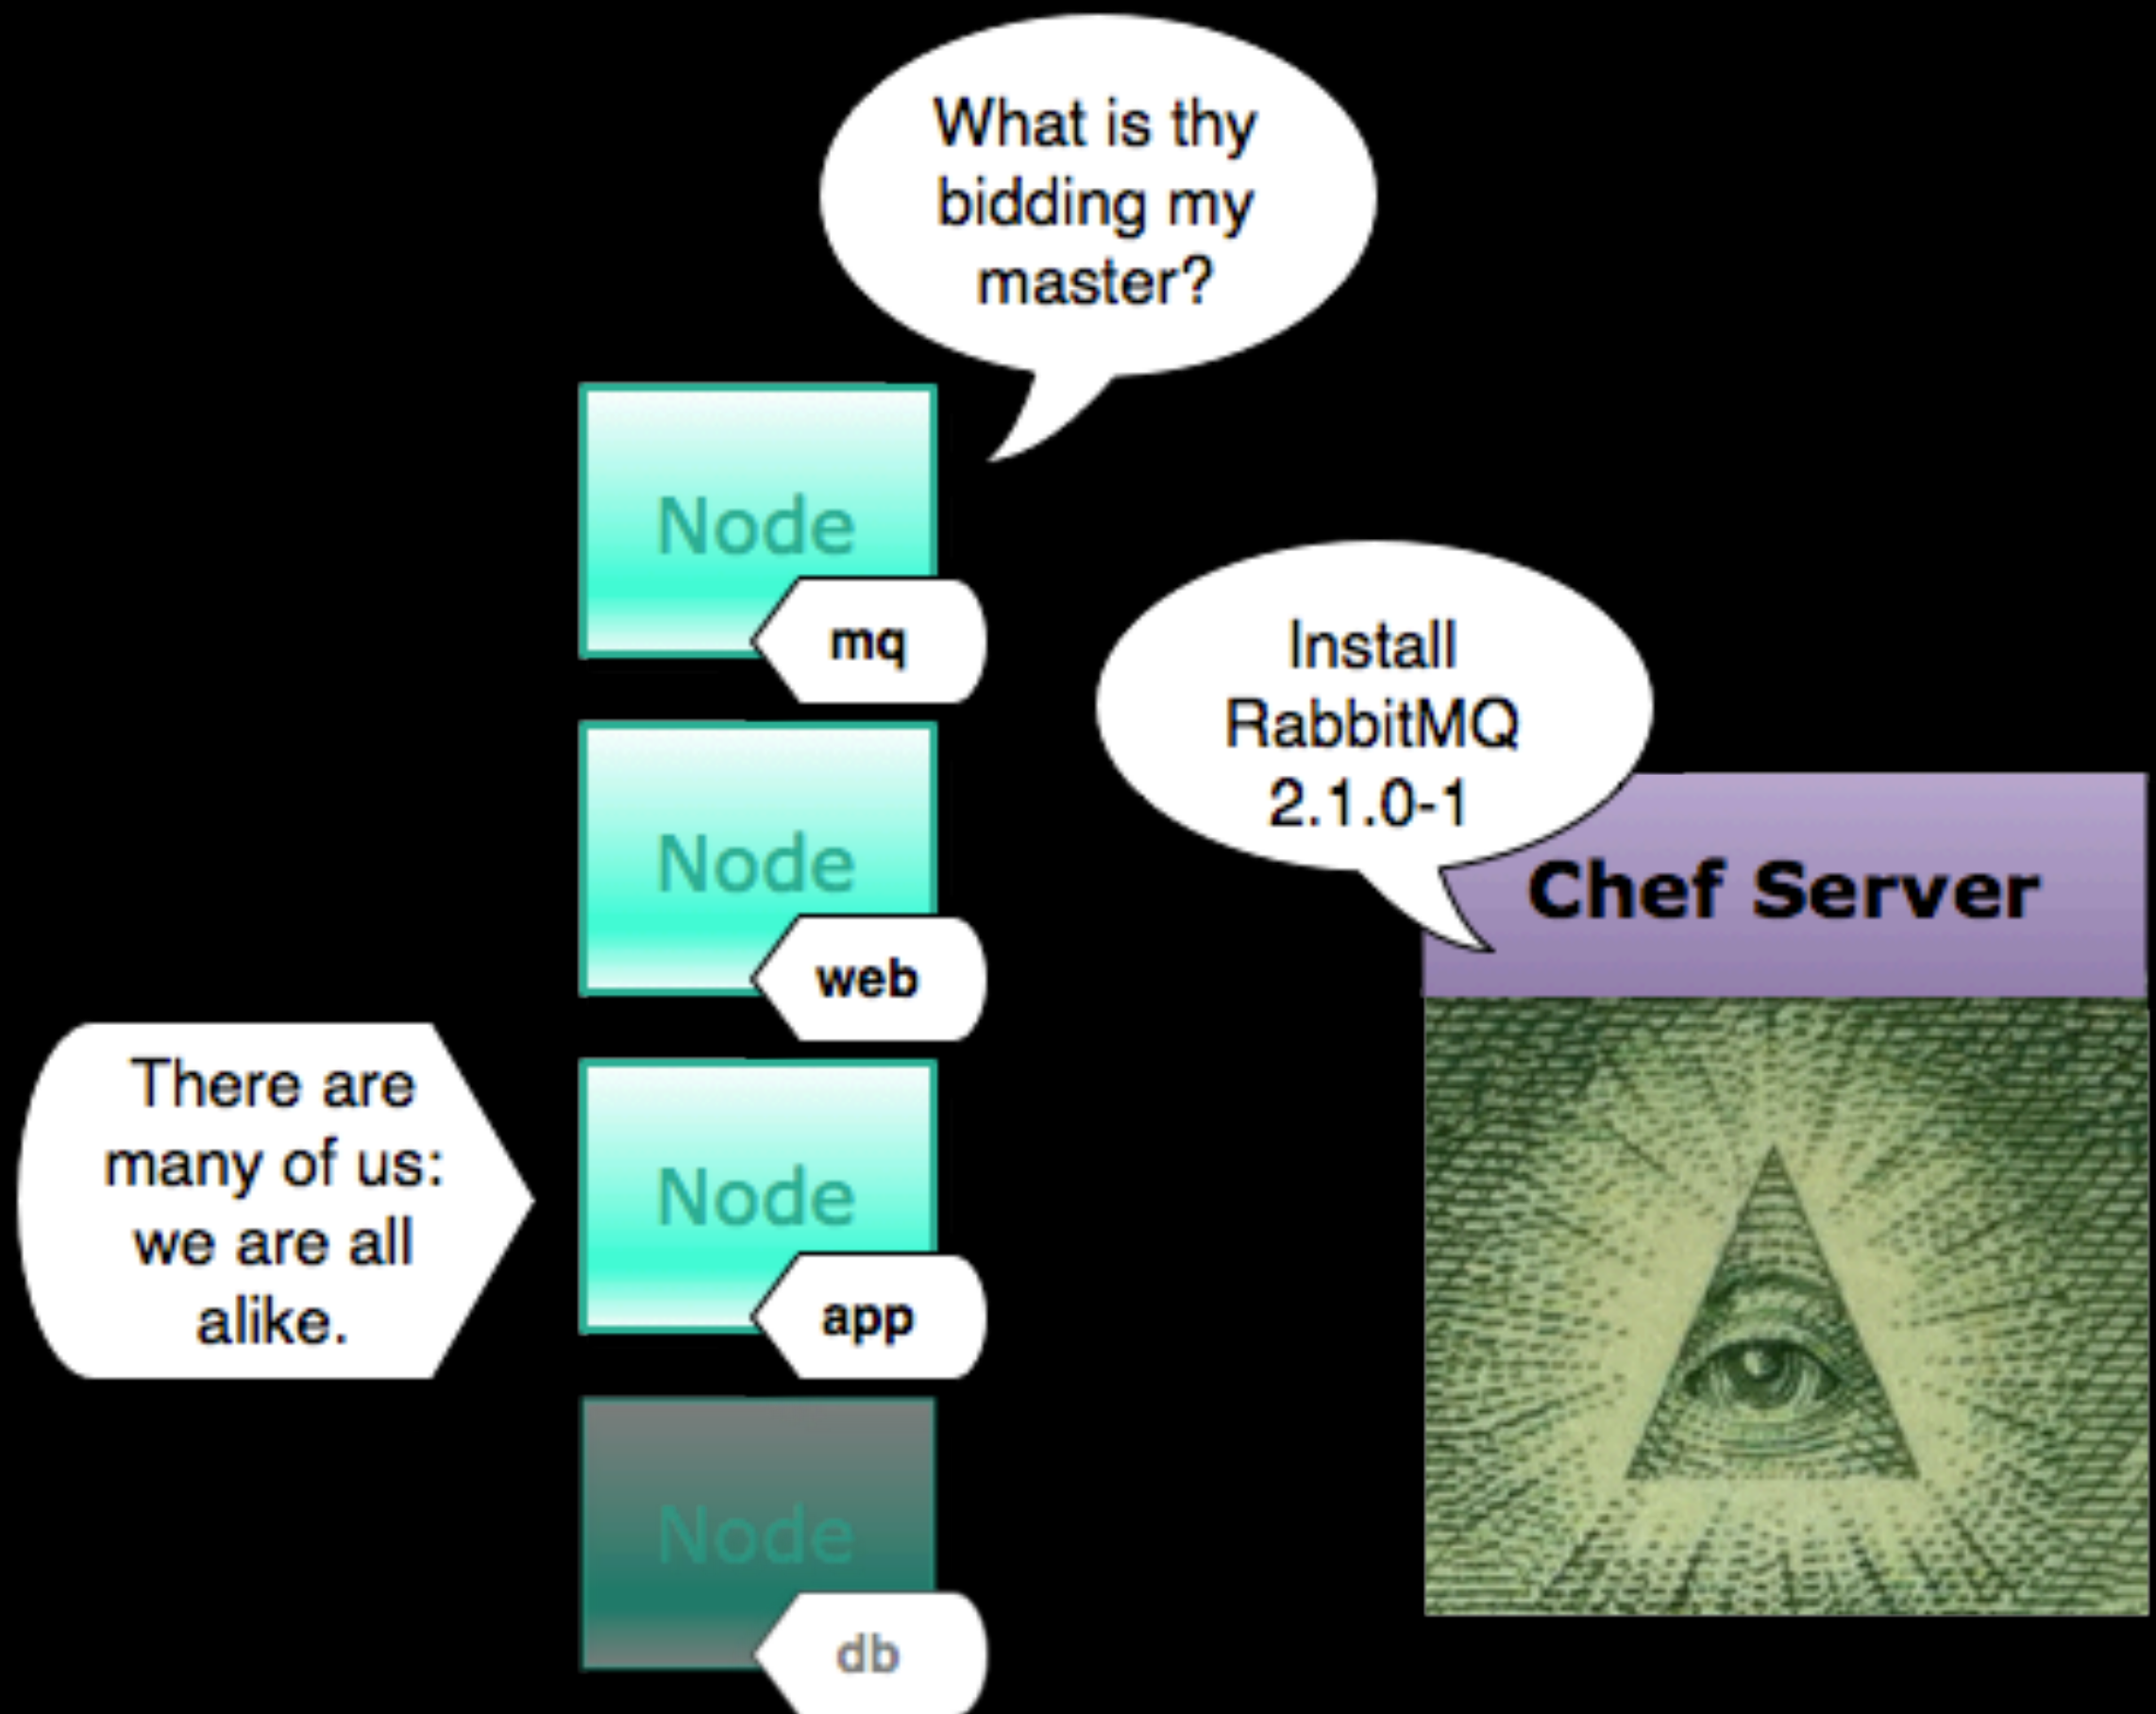 What is thy
bidding my
master?
Node
mq
Install
RabbitMQ
2.1.0-1
Node
web
Chef Server
There are
many of us:
we are all
alike.
Node
app
Node
db